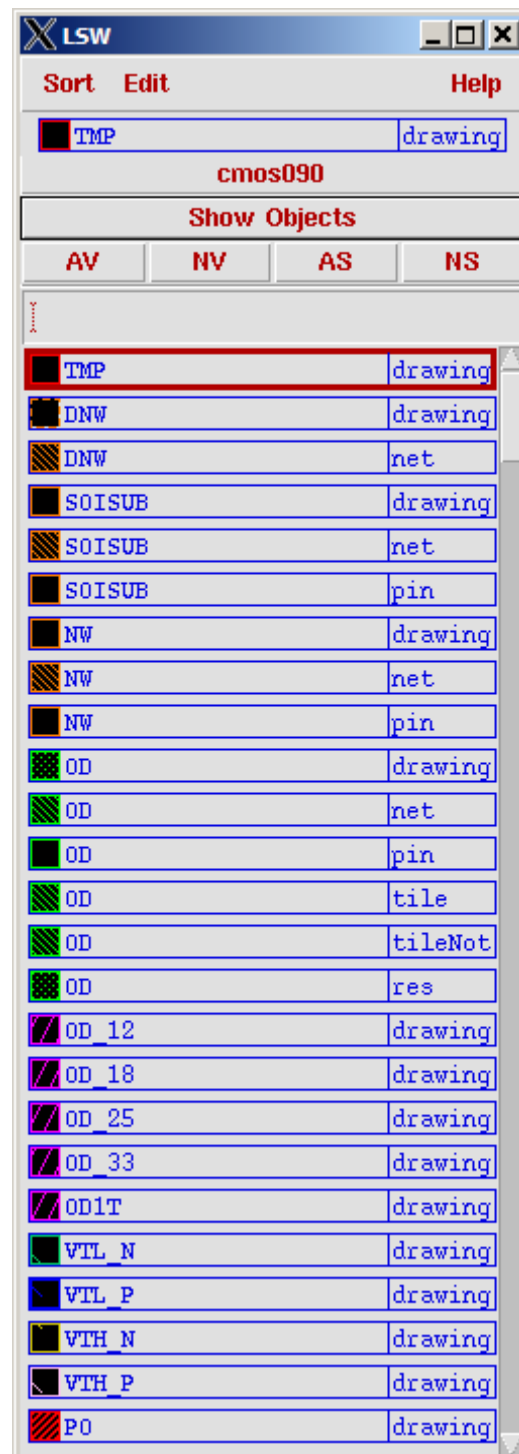 LSW
Sort Edit Help
TMP drawing
cmos090
Show Objects
AV NV AS NS
TMP drawing
DNW drawing
DNW net
SOISUB drawing
SOISUB net
SOISUB pin
NW drawing
NW net
NW pin
OD drawing
OD net
OD pin
OD tile
OD tileNot
OD res
OD_12 drawing
OD_18 drawing
OD_25 drawing
OD_33 drawing
OD1T drawing
VTL_N drawing
VTL_P drawing
VTH_N drawing
VTH_P drawing
PO drawing